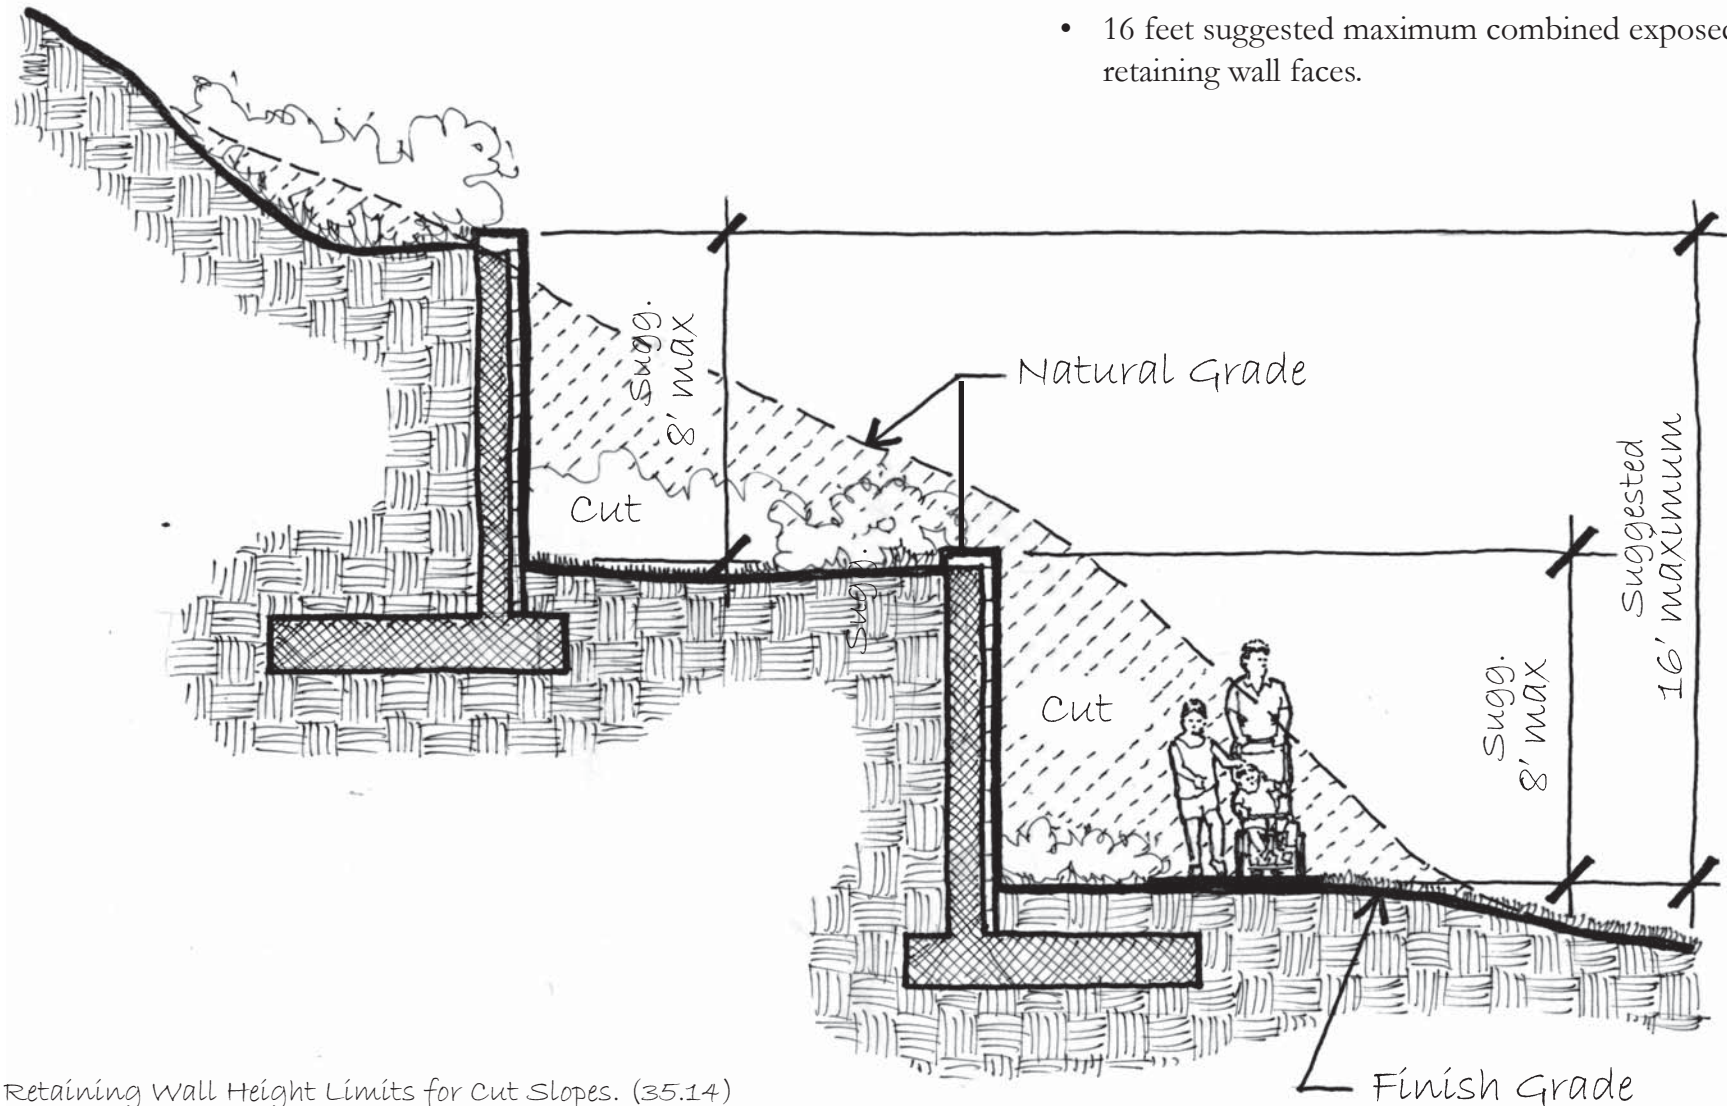 • 16 feet suggested maximum combined exposed
retaining wall faces.
Sugg.
8' max
Natural Grade
Cut
Sugg.
Cut
Sugg.
8' max
Suggested
16' maximum
Finish Grade
Retaining Wall Height Limits for Cut Slopes. (35.14)